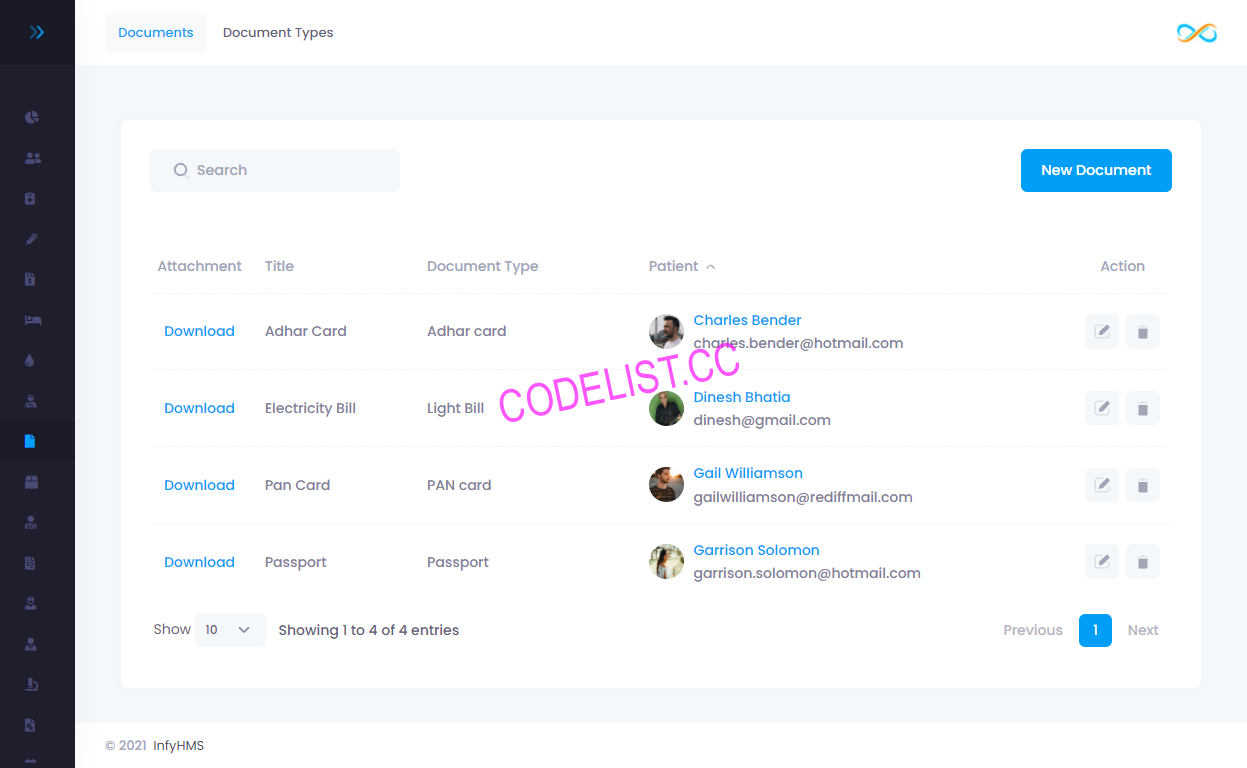 Documents Document Types
Search
New Document
Attachment Title Document Type Patient Action
Download Adhar Card Adhar card Charles Bender
charles.bender@hotmail.com
Download Electricity Bill Light Bill Dinesh Bhatia
dinesh@gmail.com
Download Pan Card PAN card Gail Williamson
gailwilliamson@rediffmail.com
Download Passport Passport Garrison Solomon
garrison.solomon@hotmail.com
CODELIST.CC
Show 10 Showing 1 to 4 of 4 entries Previous 1 Next
© 2021 InfyHMS